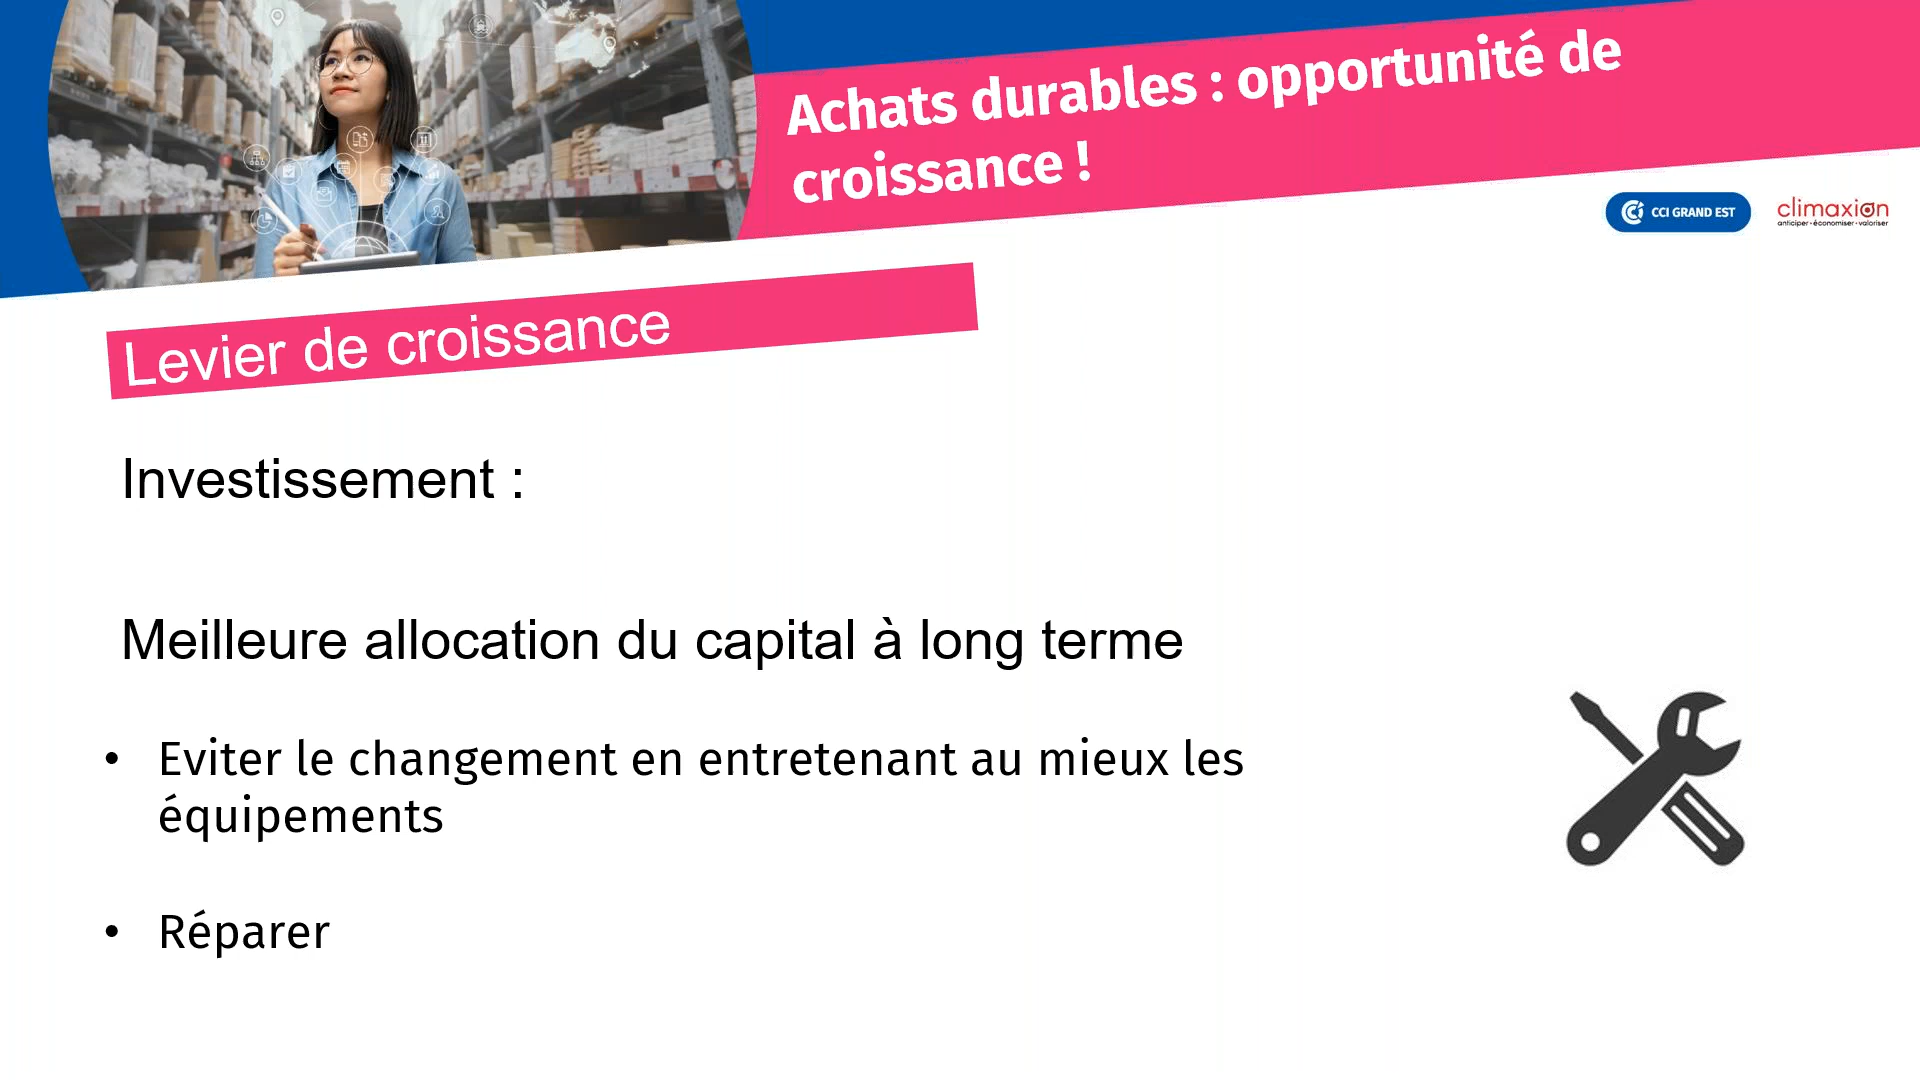 Achats durables : opportunité de
croissance !
CCI GRAND EST
climaxion
anticiper • économiser • valoriser
Levier de croissance
Investissement :
Meilleure allocation du capital à long terme
• Eviter le changement en entretenant au mieux les
équipements
• Réparer